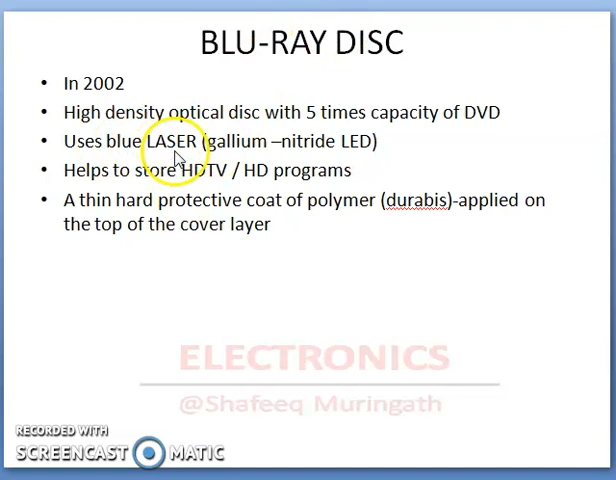 BLU-RAY DISC
• In 2002
• High density optical disc with 5 times capacity of DVD
• Uses blue LASER (gallium –nitride LED)
• Helps to store HDTV / HD programs
• A thin hard protective coat of polymer (durabis)-applied on
the top of the cover layer
ELECTRONICS
@Shafeeq Muringath
RECORDED WITH
SCREENCAST MATIC